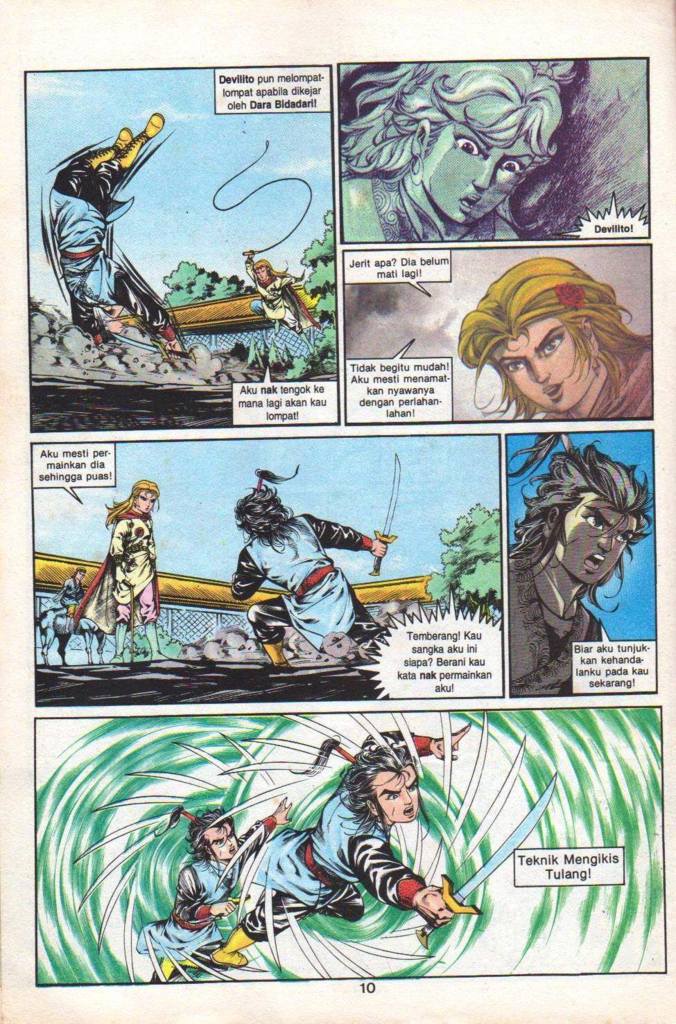 Devilito pun melompat-
lompat apabila dikejar
oleh Dara Bidadari!
Aku nak tengok ke
mana lagi akan kau
lompat!
Devilito!
Jerit apa? Dia belum
mati lagi!
Tidak begitu mudah!
Aku mesti menamat-
kan nyawanya
dengan perlahan-
lahan!
Aku mesti per-
mainkan dia
sehingga puas!
Temberang! Kau
sangka aku ini
siapa? Berani kau
kata nak permainkan
aku!
Biar aku tunjuk-
kan kehanda-
lanku pada kau
sekarang!
Teknik Mengikis
Tulang!
10